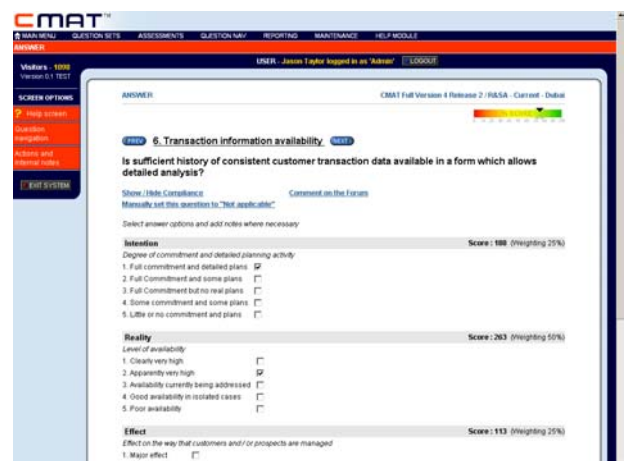 CMAT™
MAIN MENU QUESTION SETS ASSESSMENTS QUESTION NAV REPORTING MAINTENANCE HELP MODULE
ANSWER
USER - Jason Taylor logged in as 'Admin' LOGOUT
Visitors - 1090
Version 0.1 TEST
SCREEN OPTIONS
? Help screen
Question navigation
Actions and internal notes
EXIT SYSTEM
ANSWER CMAT Full Version 4 Release 2 / R&SA - Current - Dubai
PREV 6. Transaction information availability NEXT
Is sufficient history of consistent customer transaction data available in a form which allows
detailed analysis?
Show / Hide Compliance Comment on the Forum
Manually set this question to "Not applicable"
Select answer options and add notes where necessary
Intention Score : 188 (Weighting 25%)
Degree of commitment and detailed planning activity
1. Full commitment and detailed plans
2. Full Commitment and some plans
3. Full Commitment but no real plans
4. Some commitment and some plans
5. Little or no commitment and plans
Reality Score : 263 (Weighting 50%)
Level of availability
1. Clearly very high
2. Apparently very high
3. Availability currently being addressed
4. Good availability in isolated cases
5. Poor availability
Effect Score : 113 (Weighting 25%)
Effect on the way that customers and / or prospects are managed
1. Major effect